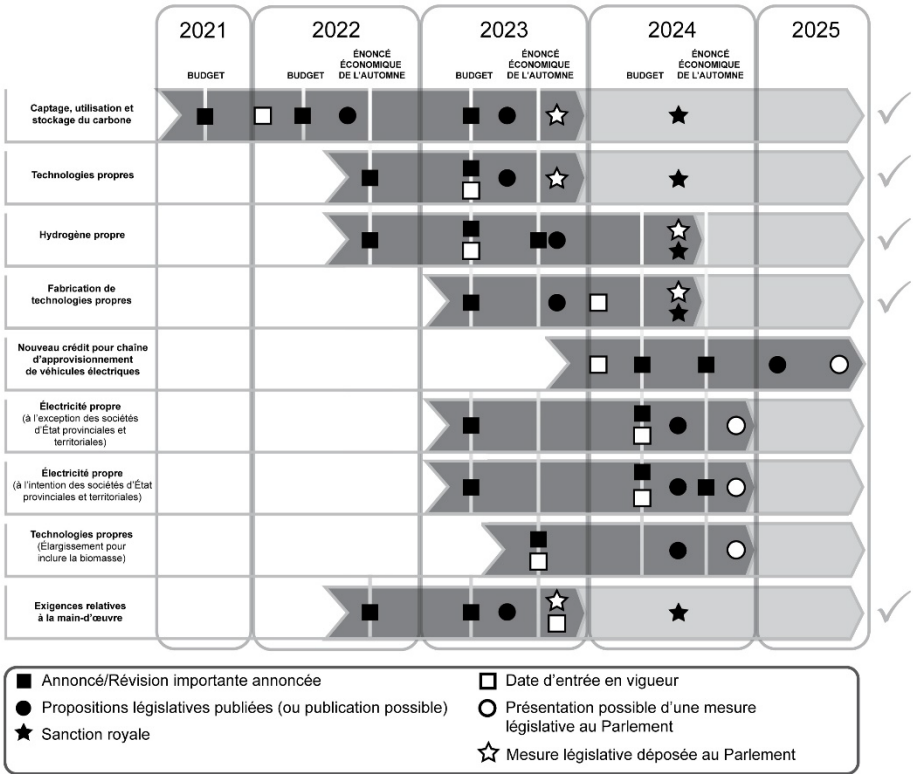 2021
2022
2023
2024
2025
BUDGET
BUDGET
ÉNONCÉ
ÉCONOMIQUE
DE L'AUTOMNE
BUDGET
ÉNONCÉ
ÉCONOMIQUE
DE L'AUTOMNE
BUDGET
ÉNONCÉ
ÉCONOMIQUE
DE L'AUTOMNE
Captage, utilisation et
stockage du carbone
Technologies propres
Hydrogène propre
Fabrication de
technologies propres
Nouveau crédit pour chaîne
d'approvisionnement
de véhicules électriques
Électricité propre
(à l'exception des sociétés
d'État provinciales et
territoriales)
Électricité propre
(à l'intention des sociétés d'État
provinciales et territoriales)
Technologies propres
(Élargissement pour
inclure la biomasse)
Exigences relatives
à la main-d'œuvre
Annoncé/Révision importante annoncée
Propositions législatives publiées (ou publication possible)
Sanction royale
Date d'entrée en vigueur
Présentation possible d'une mesure
législative au Parlement
Mesure législative déposée au Parlement